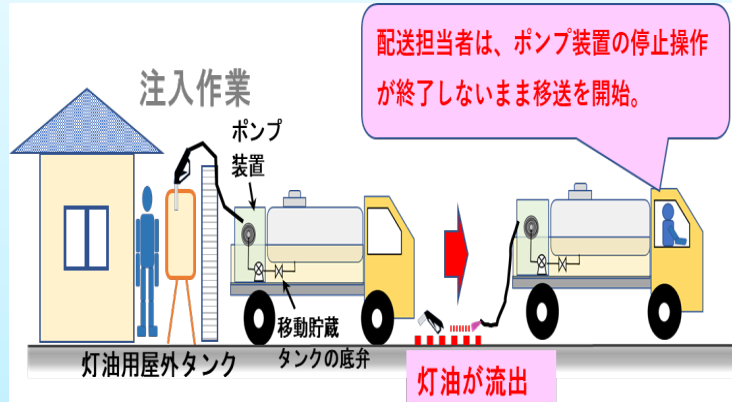 配送担当者は、ポンプ装置の停止操作
が終了しないまま移送を開始。
注入作業
ポンプ
装置
移動貯蔵
タンクの底弁
灯油用屋外タンク
灯油が流出